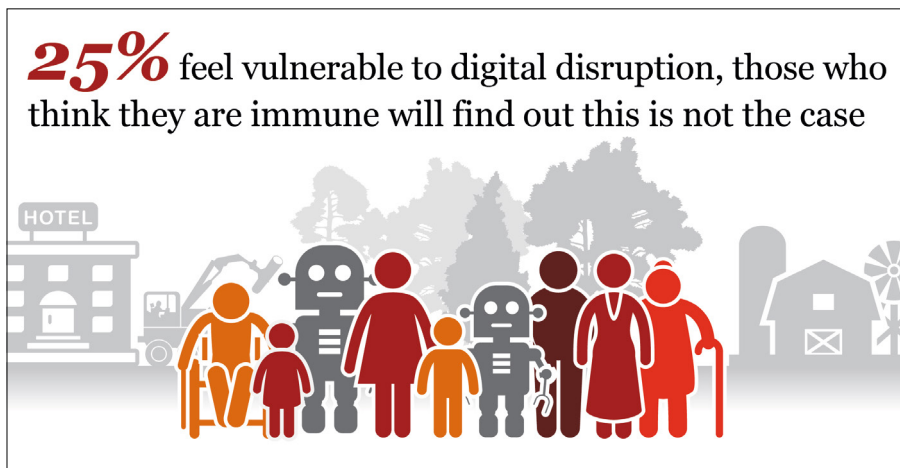 25% feel vulnerable to digital disruption, those who
think they are immune will find out this is not the case
HOTEL